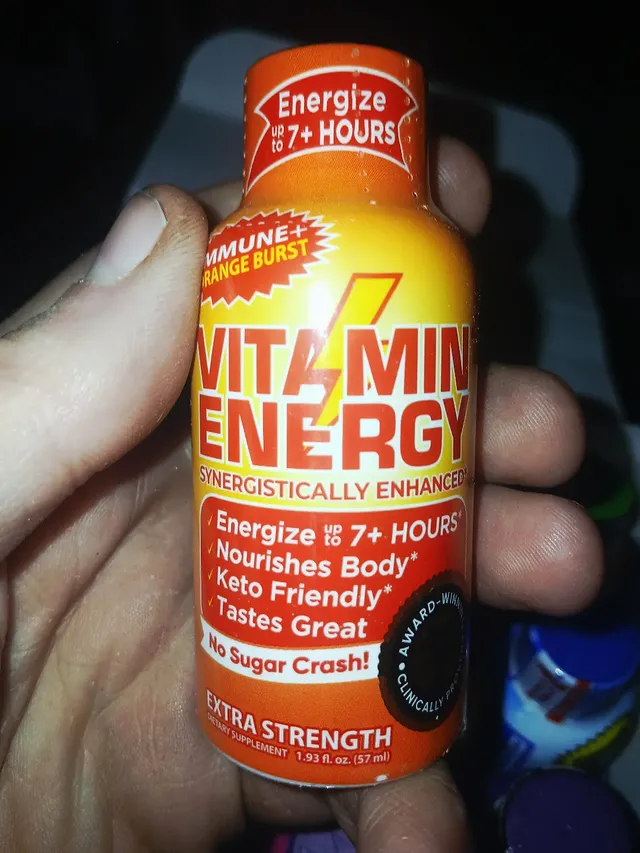 Energize
up to 7+ HOURS
MMUNE+
RANGE BURST
VITAMIN
ENERGY
SYNERGISTICALLY ENHANCED*
Energize up to 7+ HOURS*
Nourishes Body*
Keto Friendly*
Tastes Great
No Sugar Crash!
AWARD-WINN
CLINICALLY PRO
EXTRA STRENGTH
DIETARY SUPPLEMENT 1.93 fl. oz. (57 ml)